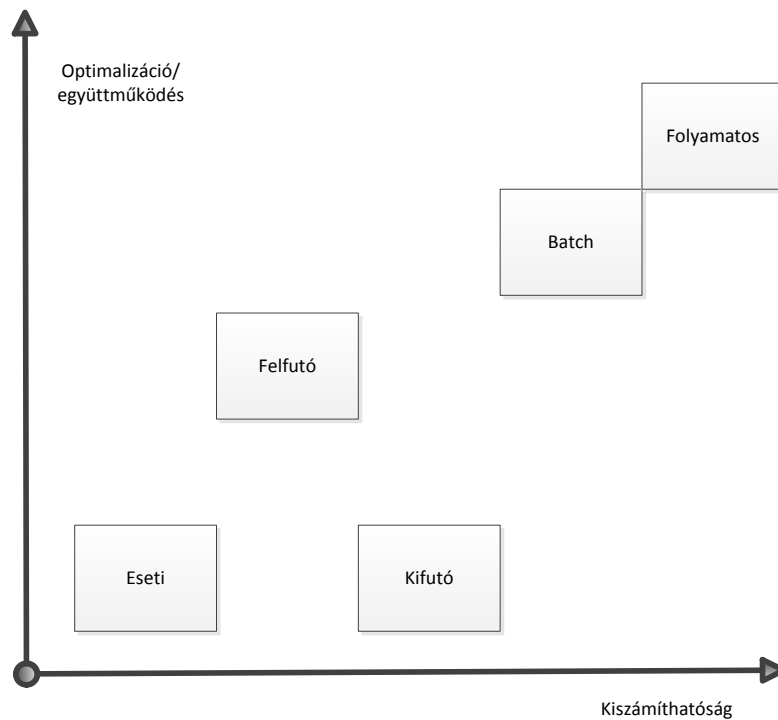 Optimalizáció/
együttműködés
Folyamatos
Batch
Felfutó
Eseti
Kifutó
Kiszámíthatóság